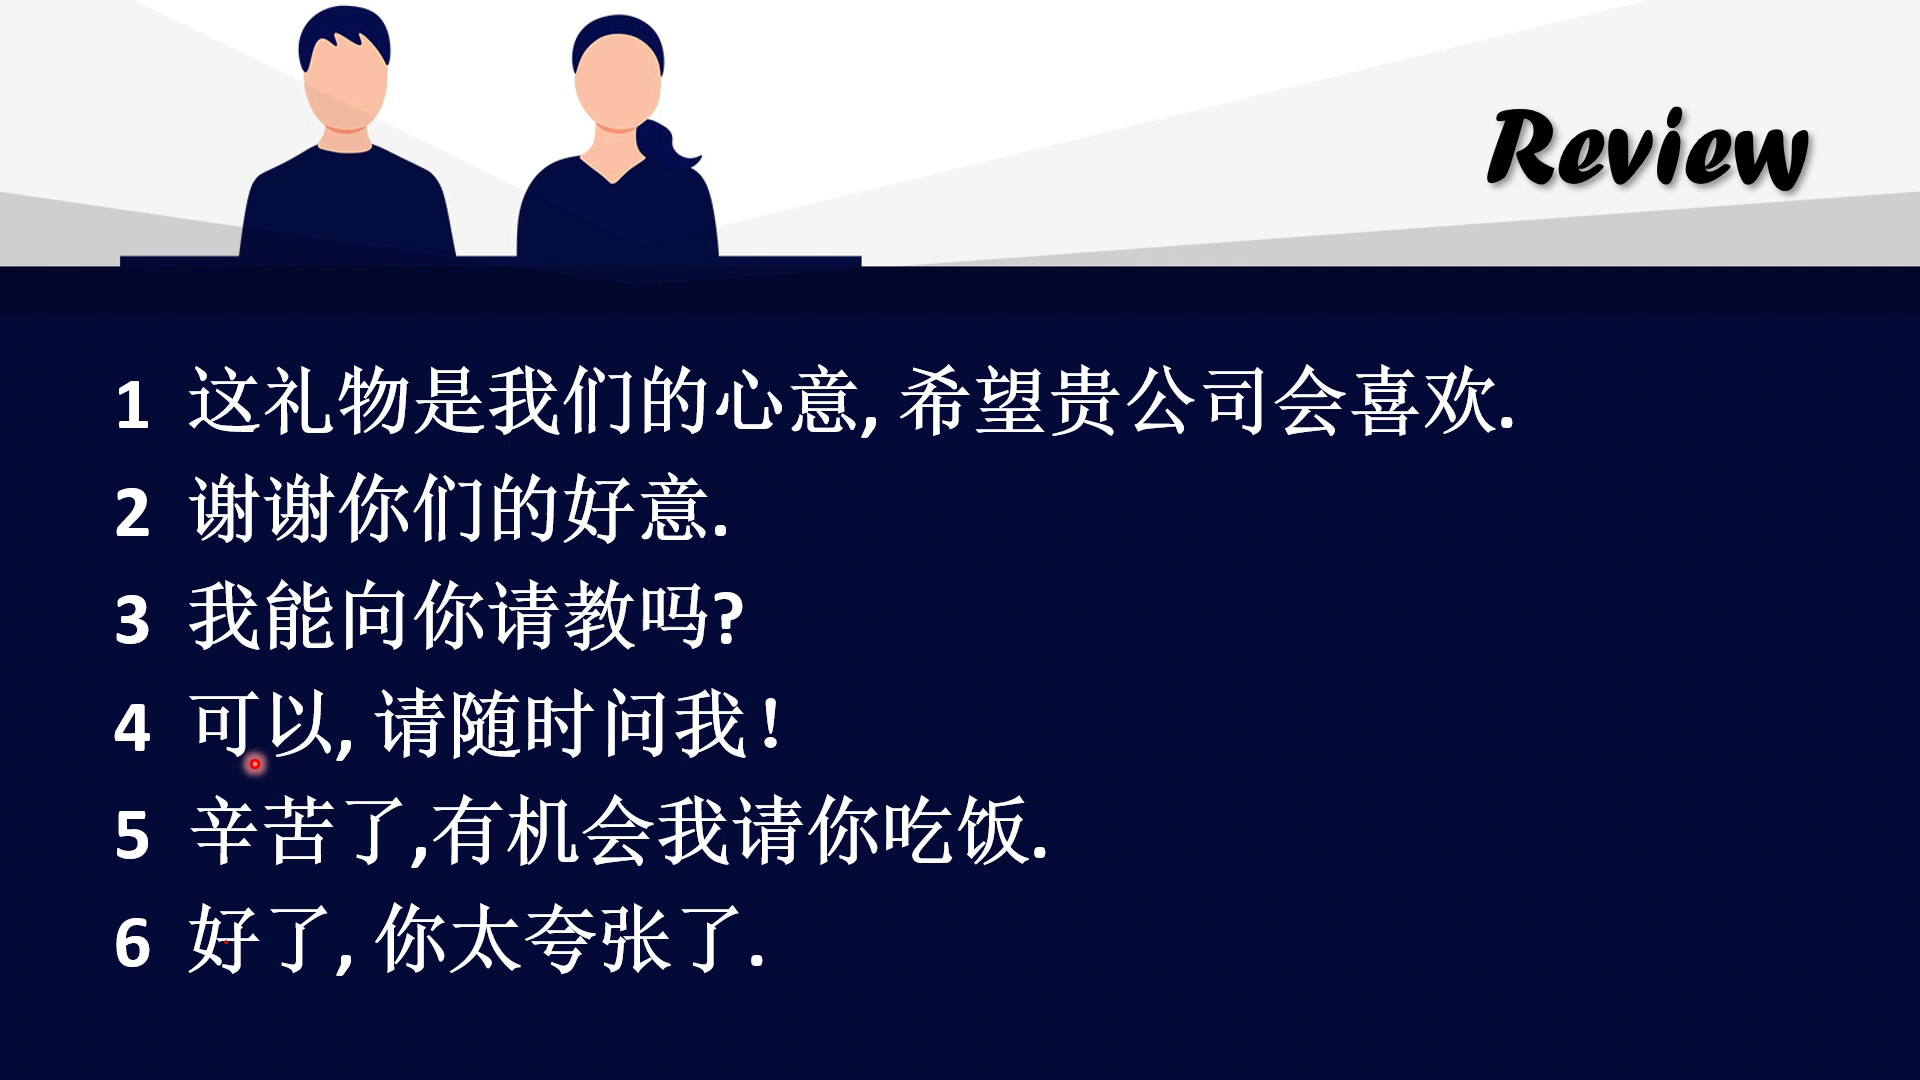 Review
1 这礼物是我们的心意, 希望贵公司会喜欢.
2 谢谢你们的好意.
3 我能向你请教吗?
4 可以, 请随时问我！
5 辛苦了,有机会我请你吃饭.
6 好了, 你太夸张了.